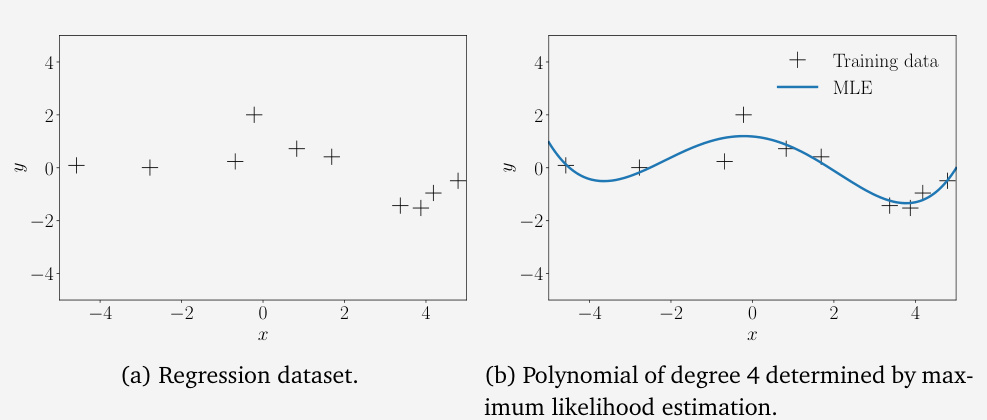 4
2
0
−2
−4
y
−4
−2
0
2
4
x
(a) Regression dataset.
4
2
0
−2
−4
y
Training data
MLE
−4
−2
0
2
4
x
(b) Polynomial of degree 4 determined by max-
imum likelihood estimation.